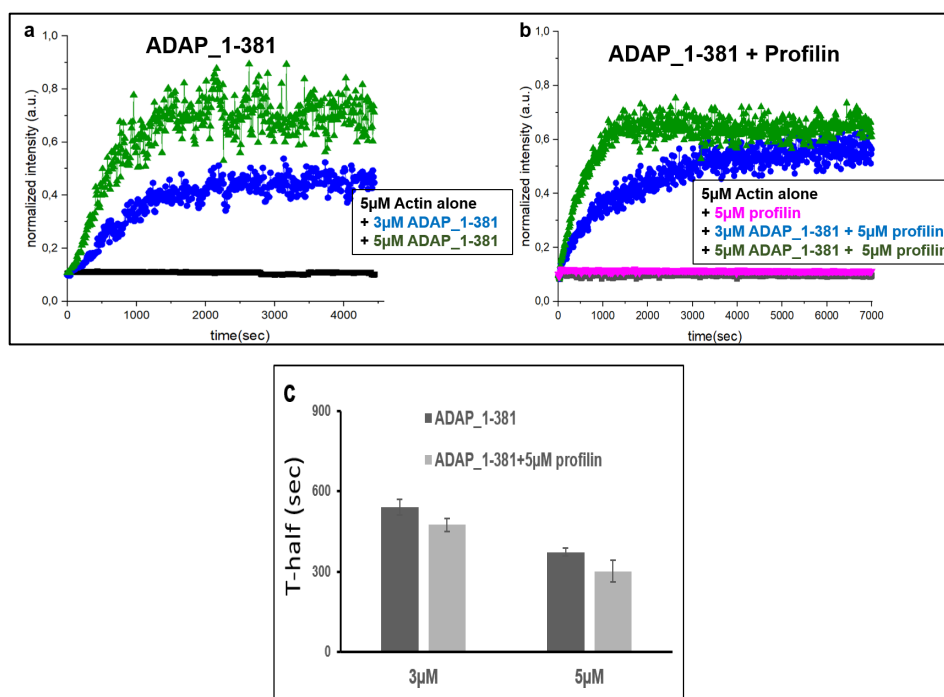 a
ADAP_1-381
normalized intensity (a.u.)
1,0
0,8
0,6
0,4
0,2
0,0
5µM Actin alone
+ 3µM ADAP_1-381
+ 5µM ADAP_1-381
0
1000
2000
3000
4000
time(sec)
b
ADAP_1-381 + Profilin
normalized intensity (a.u.)
1,0
0,8
0,6
0,4
0,2
0,0
5µM Actin alone
+ 5µM profilin
+ 3µM ADAP_1-381 + 5µM profilin
+ 5µM ADAP_1-381 + 5µM profilin
0
1000
2000
3000
4000
5000
6000
7000
time(sec)
c
T-half (sec)
900
600
300
0
ADAP_1-381
ADAP_1-381+5µM profilin
3µM
5µM